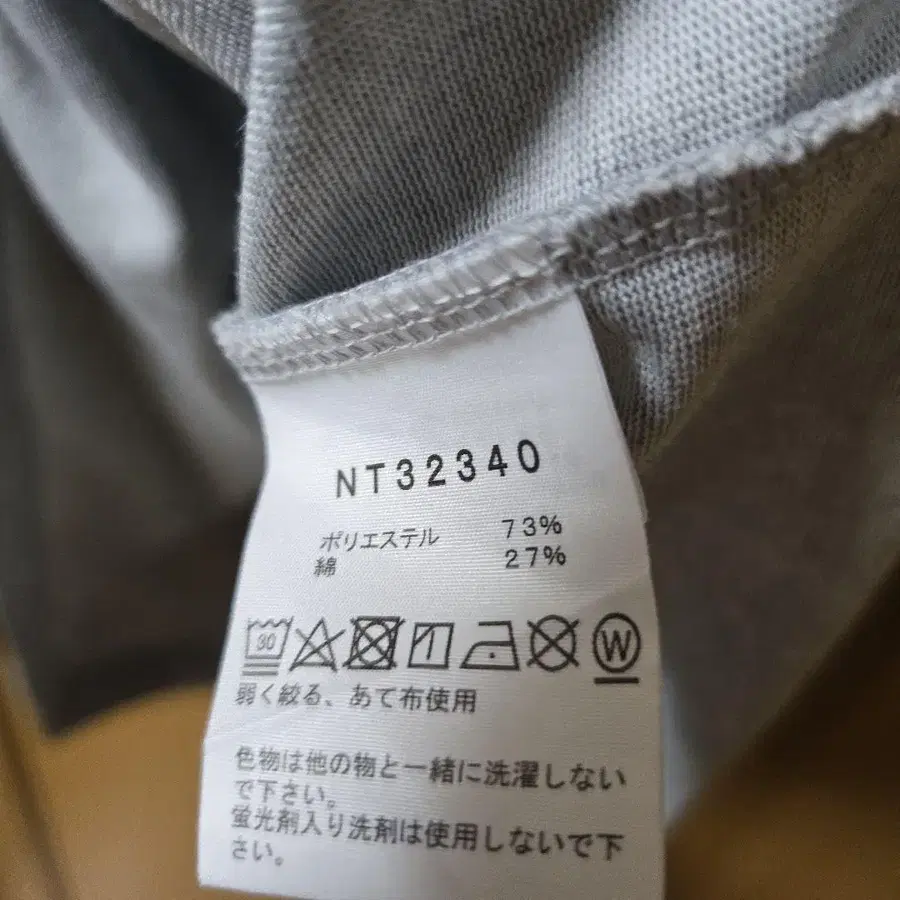 NT32340
ポリエステル 73%
綿 27%
30 W
弱く絞る、あて布使用
色物は他の物と一緒に洗濯しない
で下さい。
蛍光剤入り洗剤は使用しないで下
さい。